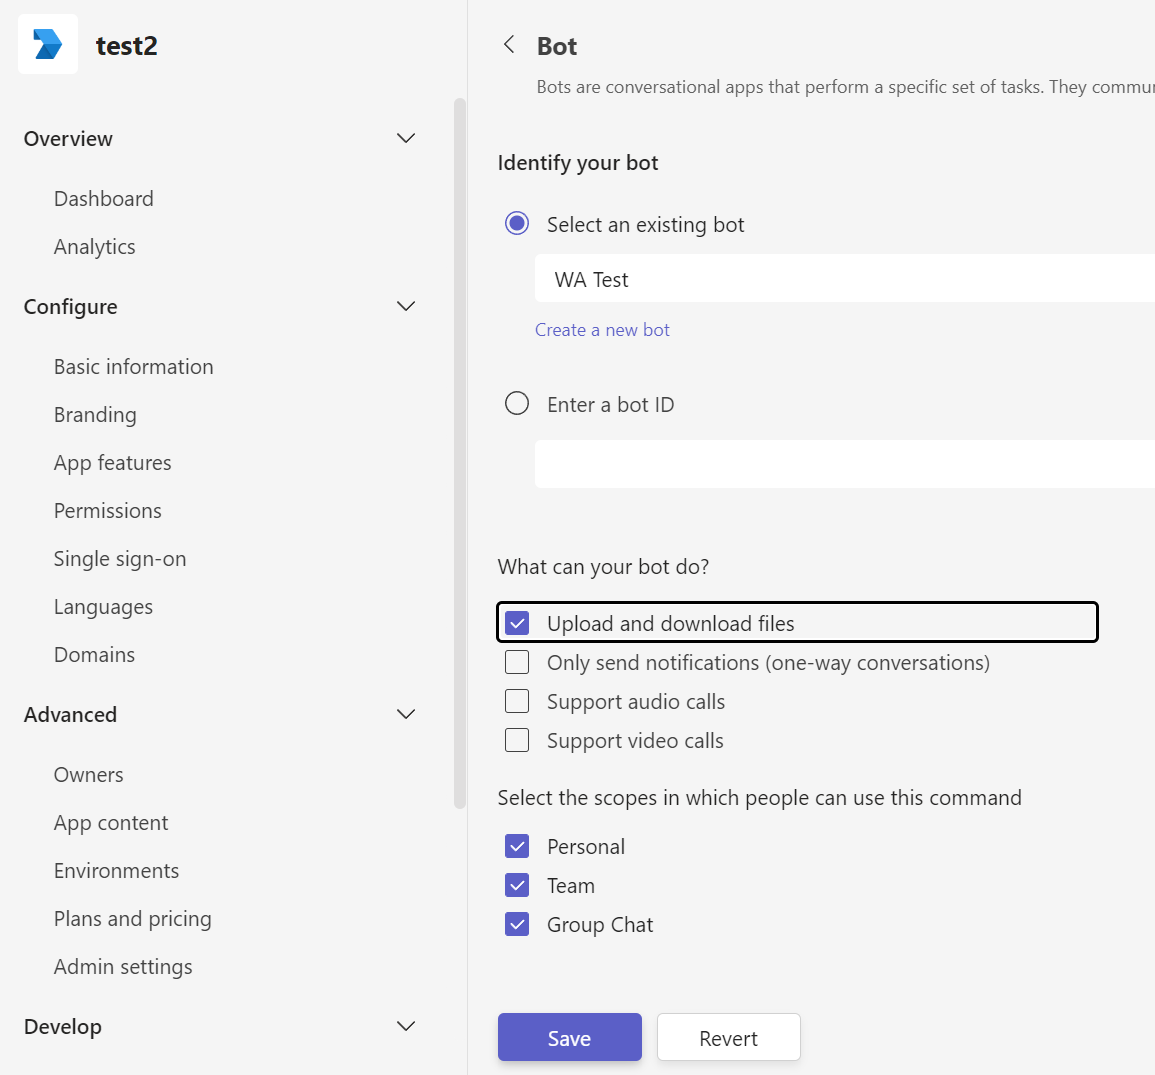 test2
Overview
Dashboard
Analytics
Configure
Basic information
Branding
App features
Permissions
Single sign-on
Languages
Domains
Advanced
Owners
App content
Environments
Plans and pricing
Admin settings
Develop
Bot
Bots are conversational apps that perform a specific set of tasks. They commu
Identify your bot
Select an existing bot
WA Test
Create a new bot
Enter a bot ID
What can your bot do?
Upload and download files
Only send notifications (one-way conversations)
Support audio calls
Support video calls
Select the scopes in which people can use this command
Personal
Team
Group Chat
Save
Revert